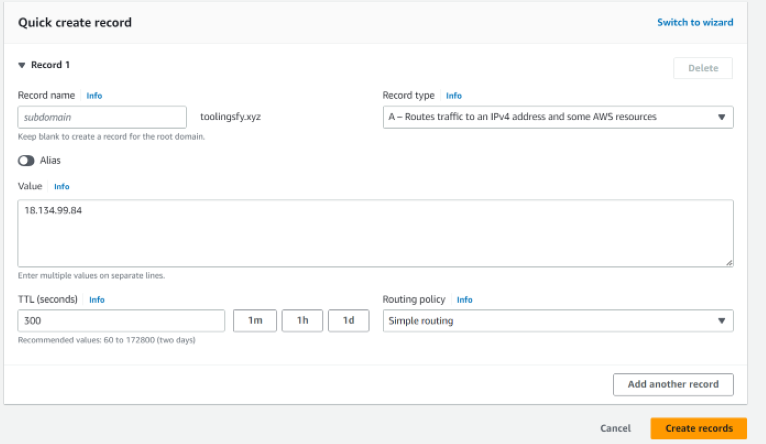 Quick create record
Switch to wizard
▼ Record 1
Delete
Record name Info
Record type Info
subdomain
toolingsfy.xyz
A – Routes traffic to an IPv4 address and some AWS resources
Keep blank to create a record for the root domain.
Alias
Value Info
18.134.99.84
Enter multiple values on separate lines.
TTL (seconds) Info
Routing policy Info
300
1m
1h
1d
Simple routing
Recommended values: 60 to 172800 (two days)
Add another record
Cancel
Create records